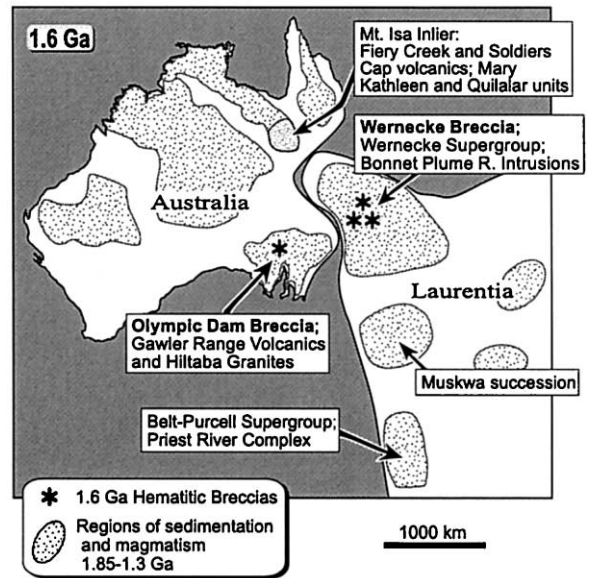 1.6 Ga
Mt. Isa Inlier:
Fiery Creek and Soldiers
Cap volcanics; Mary
Kathleen and Quilalar units
Wernecke Breccia;
Wernecke Supergroup;
Bonnet Plume R. Intrusions
Australia
Laurentia
Olympic Dam Breccia;
Gawler Range Volcanics
and Hiltaba Granites
Muskwa succession
Belt-Purcell Supergroup;
Priest River Complex
1.6 Ga Hematitic Breccias
Regions of sedimentation
and magmatism
1.85-1.3 Ga
1000 km